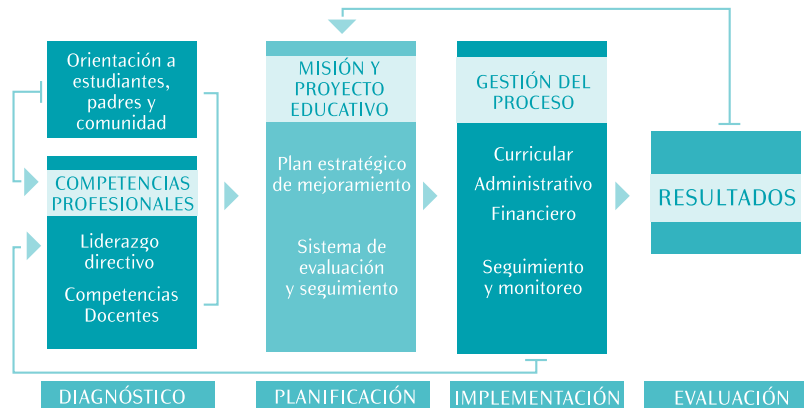 Orientación a
estudiantes,
padres y
comunidad
COMPETENCIAS
PROFESIONALES
Liderazgo
directivo
Competencias
Docentes
MISIÓN Y
PROYECTO
EDUCATIVO
Plan estratégico
de mejoramiento
Sistema de
evaluación
y seguimiento
GESTIÓN DEL
PROCESO
Curricular
Administrativo
Financiero
Seguimiento
y monitoreo
RESULTADOS
DIAGNÓSTICO
PLANIFICACIÓN
IMPLEMENTACIÓN
EVALUACIÓN